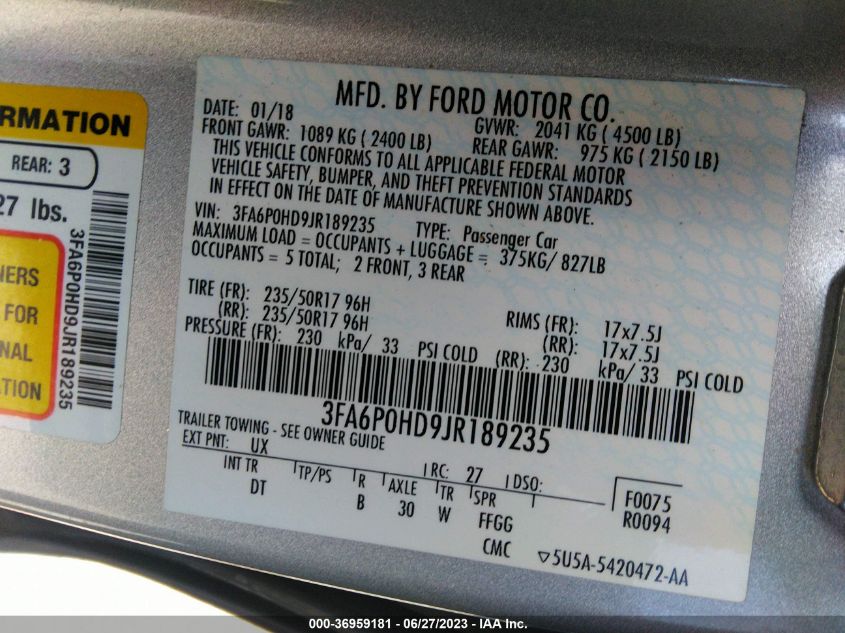 RMATION
REAR: 3
27 lbs.
NERS
FOR
NAL
ATION
3FA6P0HD9JR189235
MFD. BY FORD MOTOR CO.
DATE: 01/18 GVWR: 2041 KG ( 4500 LB)
FRONT GAWR: 1089 KG ( 2400 LB) REAR GAWR: 975 KG ( 2150 LB)
THIS VEHICLE CONFORMS TO ALL APPLICABLE FEDERAL MOTOR
VEHICLE SAFETY, BUMPER, AND THEFT PREVENTION STANDARDS
IN EFFECT ON THE DATE OF MANUFACTURE SHOWN ABOVE.
VIN: 3FA6P0HD9JR189235 TYPE: Passenger Car
MAXIMUM LOAD = OCCUPANTS + LUGGAGE = 375KG/ 827LB
OCCUPANTS = 5 TOTAL; 2 FRONT, 3 REAR
TIRE (FR): 235/50R17 96H RIMS (FR): 17x7.5J
(RR): 235/50R17 96H (RR): 17x7.5J
PRESSURE (FR): 230 kPa/ 33 PSI COLD (RR): 230 kPa/ 33 PSI COLD
3FA6P0HD9JR189235
TRAILER TOWING - SEE OWNER GUIDE
EXT PNT: UX RC: 27 DSO:
INT TR TP/PS R AXLE TR SPR F0075
DT B 30 W FFGG R0094
CMC ▽5U5A-5420472-AA
000-36959181 - 06/27/2023 - IAA Inc.